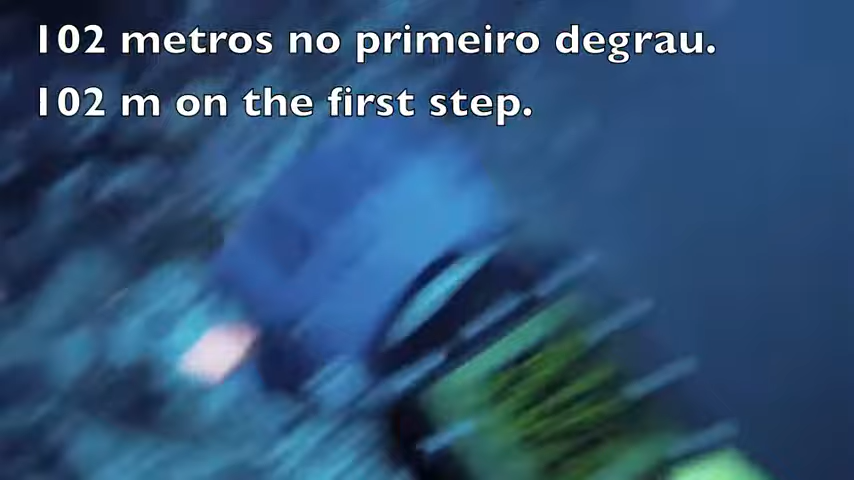 102 metros no primeiro degrau.
102 m on the first step.